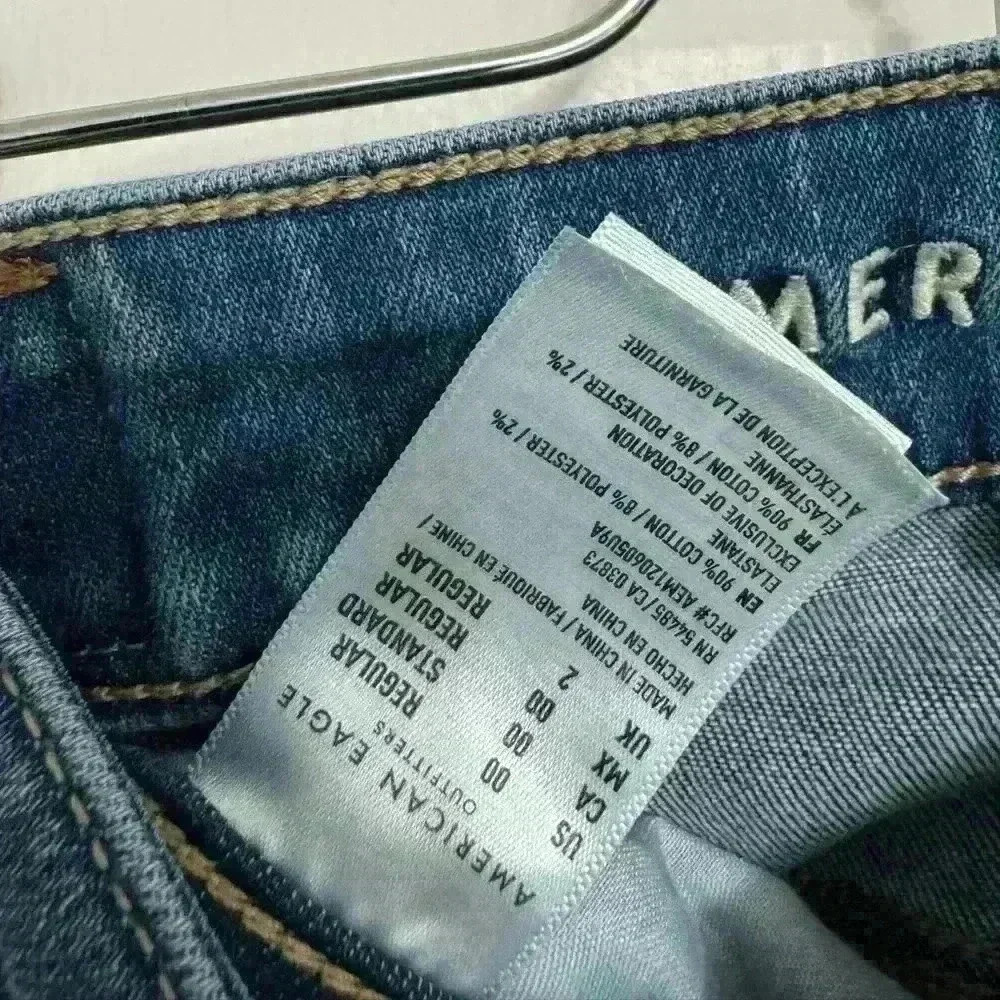 MER
AMERICAN EAGLE
OUTFITTERS
US 00 REGULAR
CA 00 STANDARD
MX 00 REGULAR
UK 2 REGULAR
MADE IN CHINA / FABRIQUÉ EN CHINE /
HECHO EN CHINA
RN 54485 / CA 03873
RFC# AEM120605U9A
EN 90% COTTON / 8% POLYESTER / 2%
ELASTANE
EXCLUSIVE OF DECORATION
FR 90% COTON / 8% POLYESTER / 2%
ÉLASTHANNE
A L'EXCEPTION DE LA GARNITURE